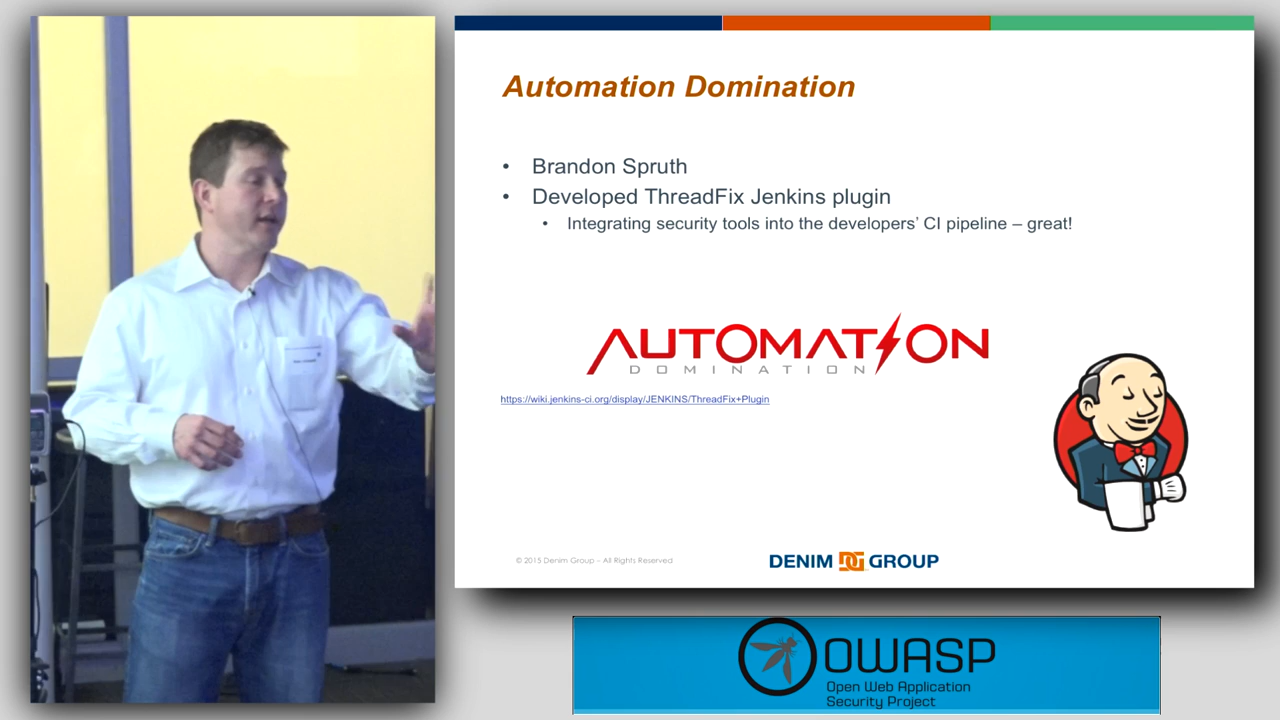 Automation Domination
• Brandon Spruth
• Developed ThreadFix Jenkins plugin
• Integrating security tools into the developers’ CI pipeline – great!
AUTOMATION
DOMINATION
https://wiki.jenkins-ci.org/display/JENKINS/ThreadFix+Plugin
© 2015 Denim Group – All Rights Reserved
DENIM DG GROUP
OWASP
Open Web Application
Security Project